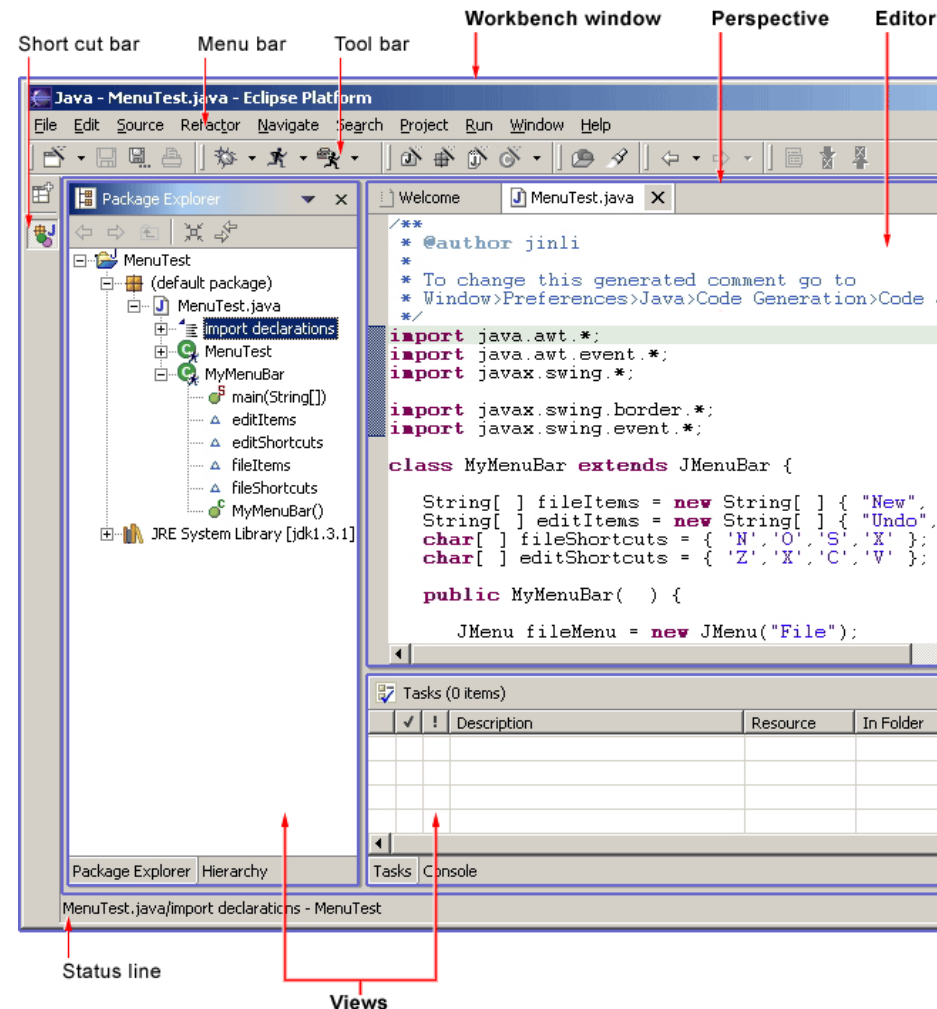 Workbench window Perspective Editor
Short cut bar Menu bar Tool bar
Java - MenuTest.java - Eclipse Platform
File Edit Source Refactor Navigate Search Project Run Window Help
Package Explorer
Welcome MenuTest.java
MenuTest
(default package)
MenuTest.java
import declarations
MenuTest
MyMenuBar
main(String[])
editItems
editShortcuts
fileItems
fileShortcuts
MyMenuBar()
JRE System Library [jdk1.3.1]
/**
* @author jinli
*
* To change this generated comment go to
* Window>Preferences>Java>Code Generation>Code
*/
import java.awt.*;
import java.awt.event.*;
import javax.swing.*;
import javax.swing.border.*;
import javax.swing.event.*;
class MyMenuBar extends JMenuBar {
String[ ] fileItems = new String[ ] { "New",
String[ ] editItems = new String[ ] { "Undo",
char[ ] fileShortcuts = { 'N','O','S','X' };
char[ ] editShortcuts = { 'Z','X','C','V' };
public MyMenuBar( ) {
JMenu fileMenu = new JMenu("File");
Tasks (0 items)
! Description Resource In Folder
Package Explorer Hierarchy
Tasks Console
MenuTest.java/import declarations - MenuTest
Status line
Views